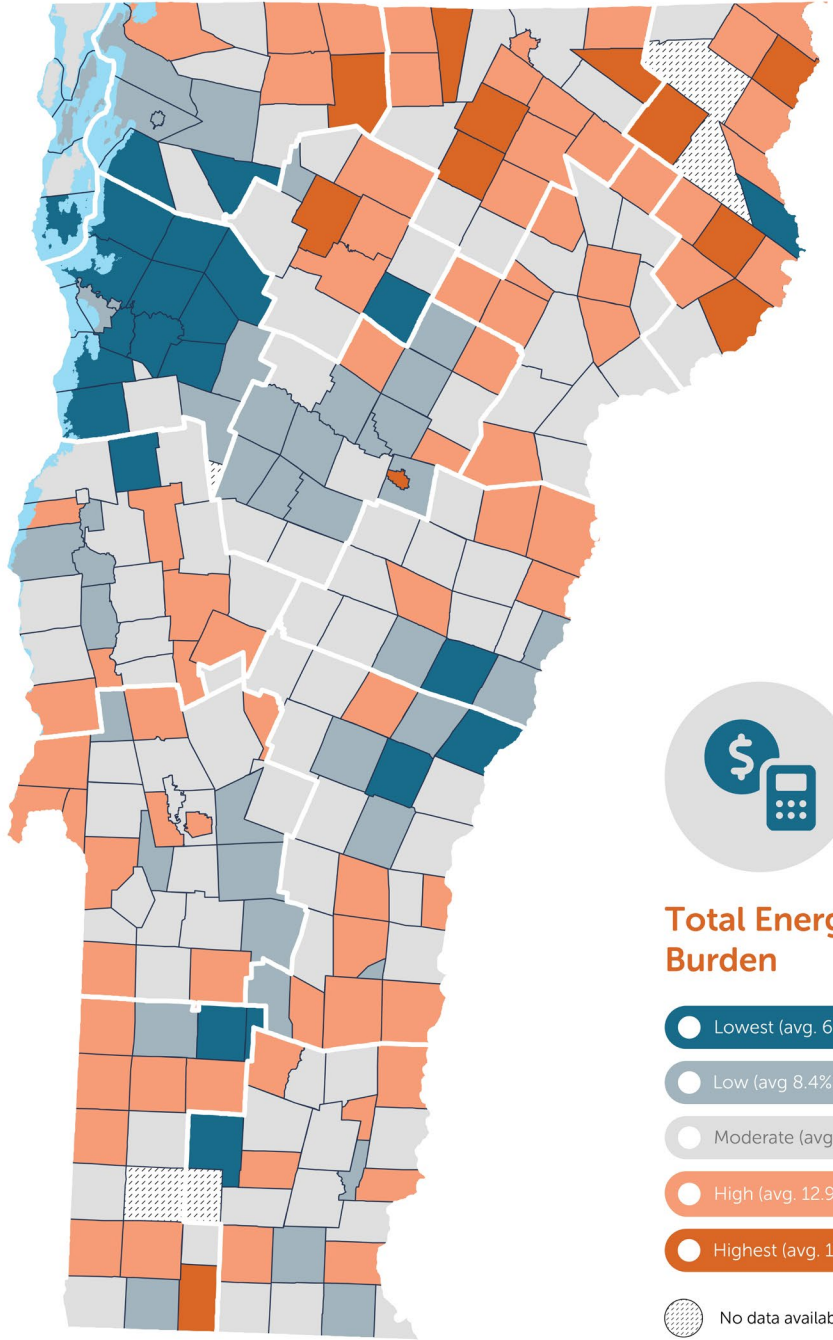 $
Total Energ
Burden
Lowest (avg. 6
Low (avg 8.4%
Moderate (avg
High (avg. 12.9
Highest (avg. 1
No data availab